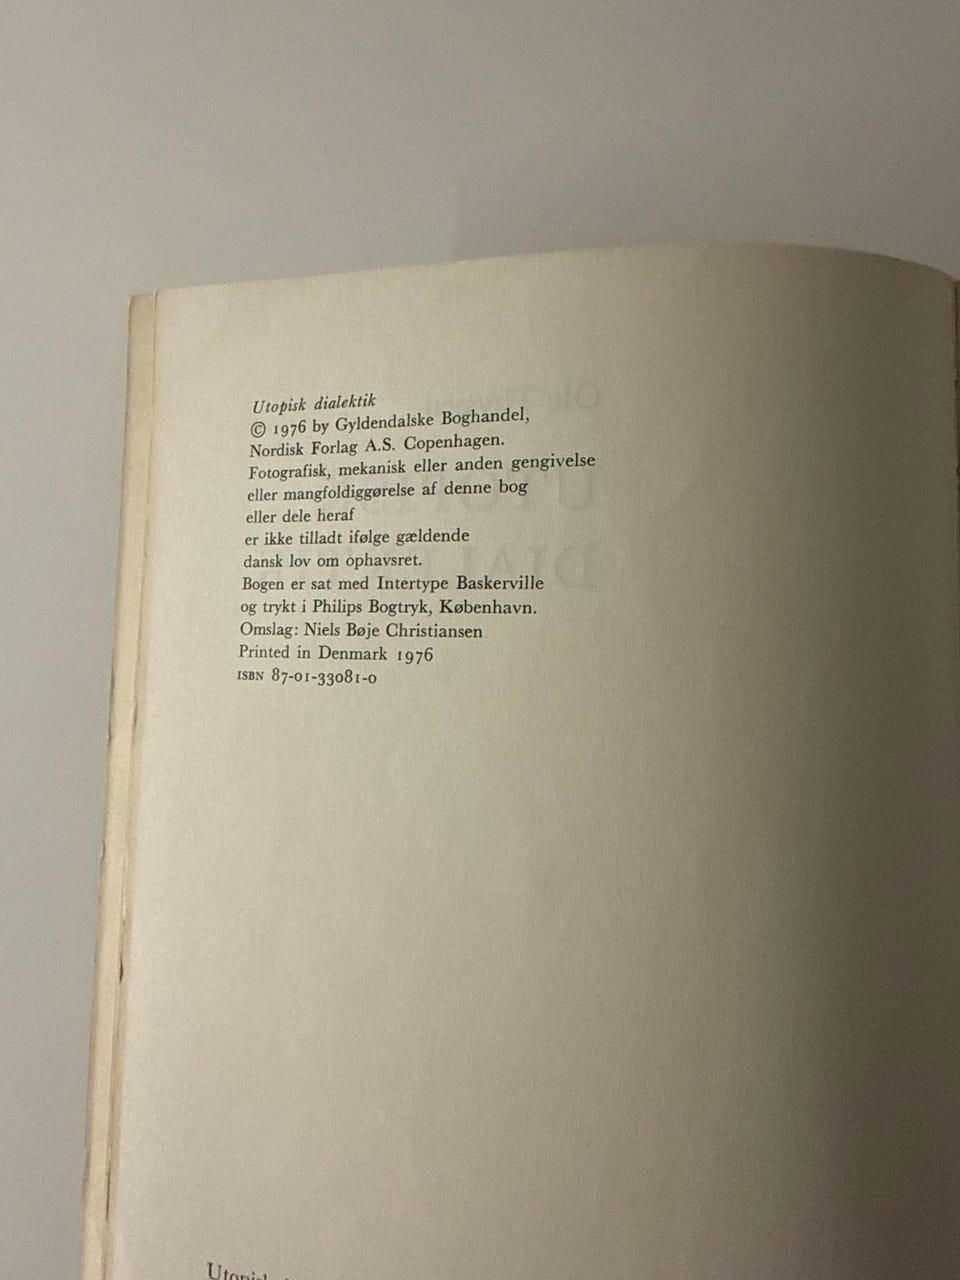 Utopisk dialektik
© 1976 by Gyldendalske Boghandel,
Nordisk Forlag A.S. Copenhagen.
Fotografisk, mekanisk eller anden gengivelse
eller mangfoldiggørelse af denne bog
eller dele heraf
er ikke tilladt ifølge gældende
dansk lov om ophavsret.
Bogen er sat med Intertype Baskerville
og trykt i Philips Bogtryk, København.
Omslag: Niels Bøje Christiansen
Printed in Denmark 1976
ISBN 87-01-33081-0